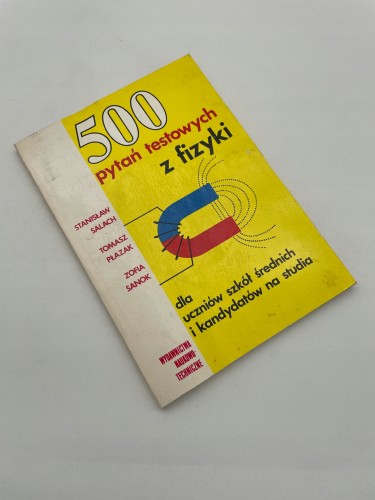 500
pytań testowych
z fizyki
STANISŁAW
SALACH
TOMASZ
PŁAZAK
ZOFIA
SANOK
dla
uczniów szkół średnich
i kandydatów na studia
WYDAWNICTWA
NAUKOWO
TECHNICZNE